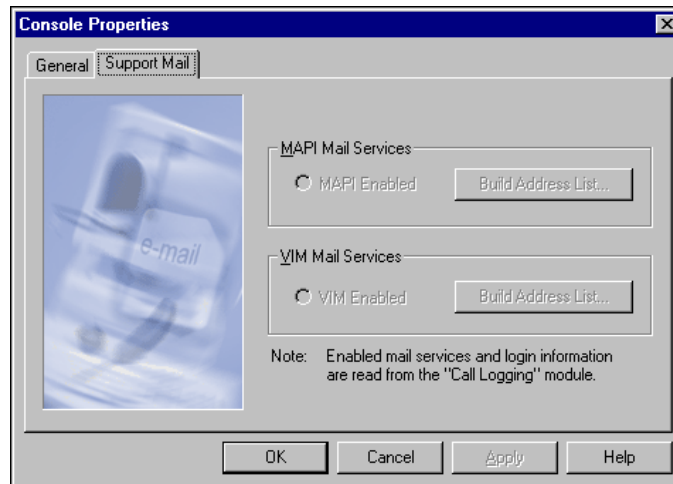 Console Properties
General
Support Mail
e-mail
MAPI Mail Services
MAPI Enabled
Build Address List...
VIM Mail Services
VIM Enabled
Build Address List...
Note: Enabled mail services and login information
are read from the "Call Logging" module.
OK
Cancel
Apply
Help